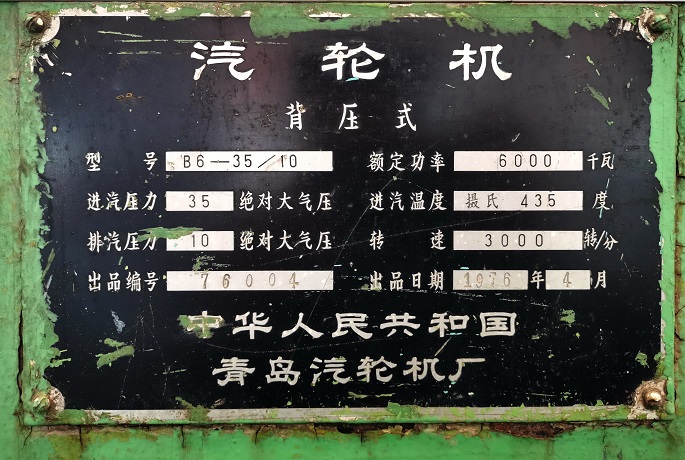 汽轮机
背压式
型号 B6—35/10 额定功率 6000 千瓦
进汽压力 35 绝对大气压 进汽温度 摄氏 435 度
排汽压力 10 绝对大气压 转速 3000 转/分
出品编号 76004 出品日期 1976 年 4 月
中华人民共和国
青岛汽轮机厂